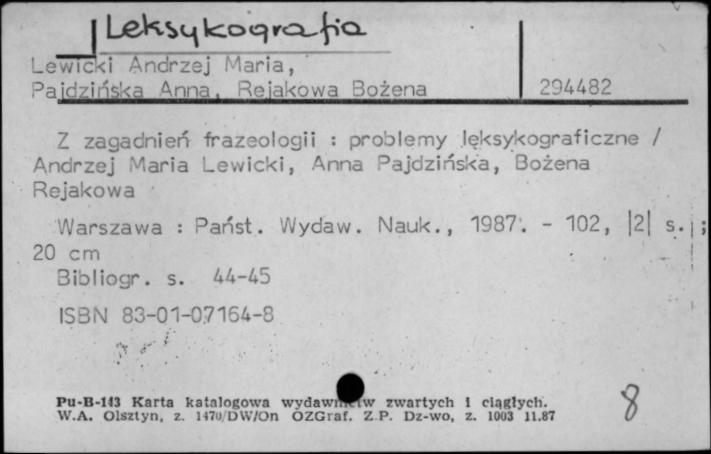 Leksykografia
Lewicki Andrzej Maria,
Pajdzińska Anna, Rejakowa Bożena 294482
Z zagadnień frazeologii : problemy leksykograficzne /
Andrzej Maria Lewicki, Anna Pajdzińska, Bożena
Rejakowa
Warszawa : Państ. Wydaw. Nauk., 1987. - 102, |2| s. ;
20 cm
Bibliogr. s. 44-45
ISBN 83-01-07164-8
Pu-B-143 Karta katalogowa wydawnictw zwartych i ciągłych.
W.A. Olsztyn, z. 1470/DW/On OZGraf. Z.P. Dz-wo, z. 1003 11.87
8